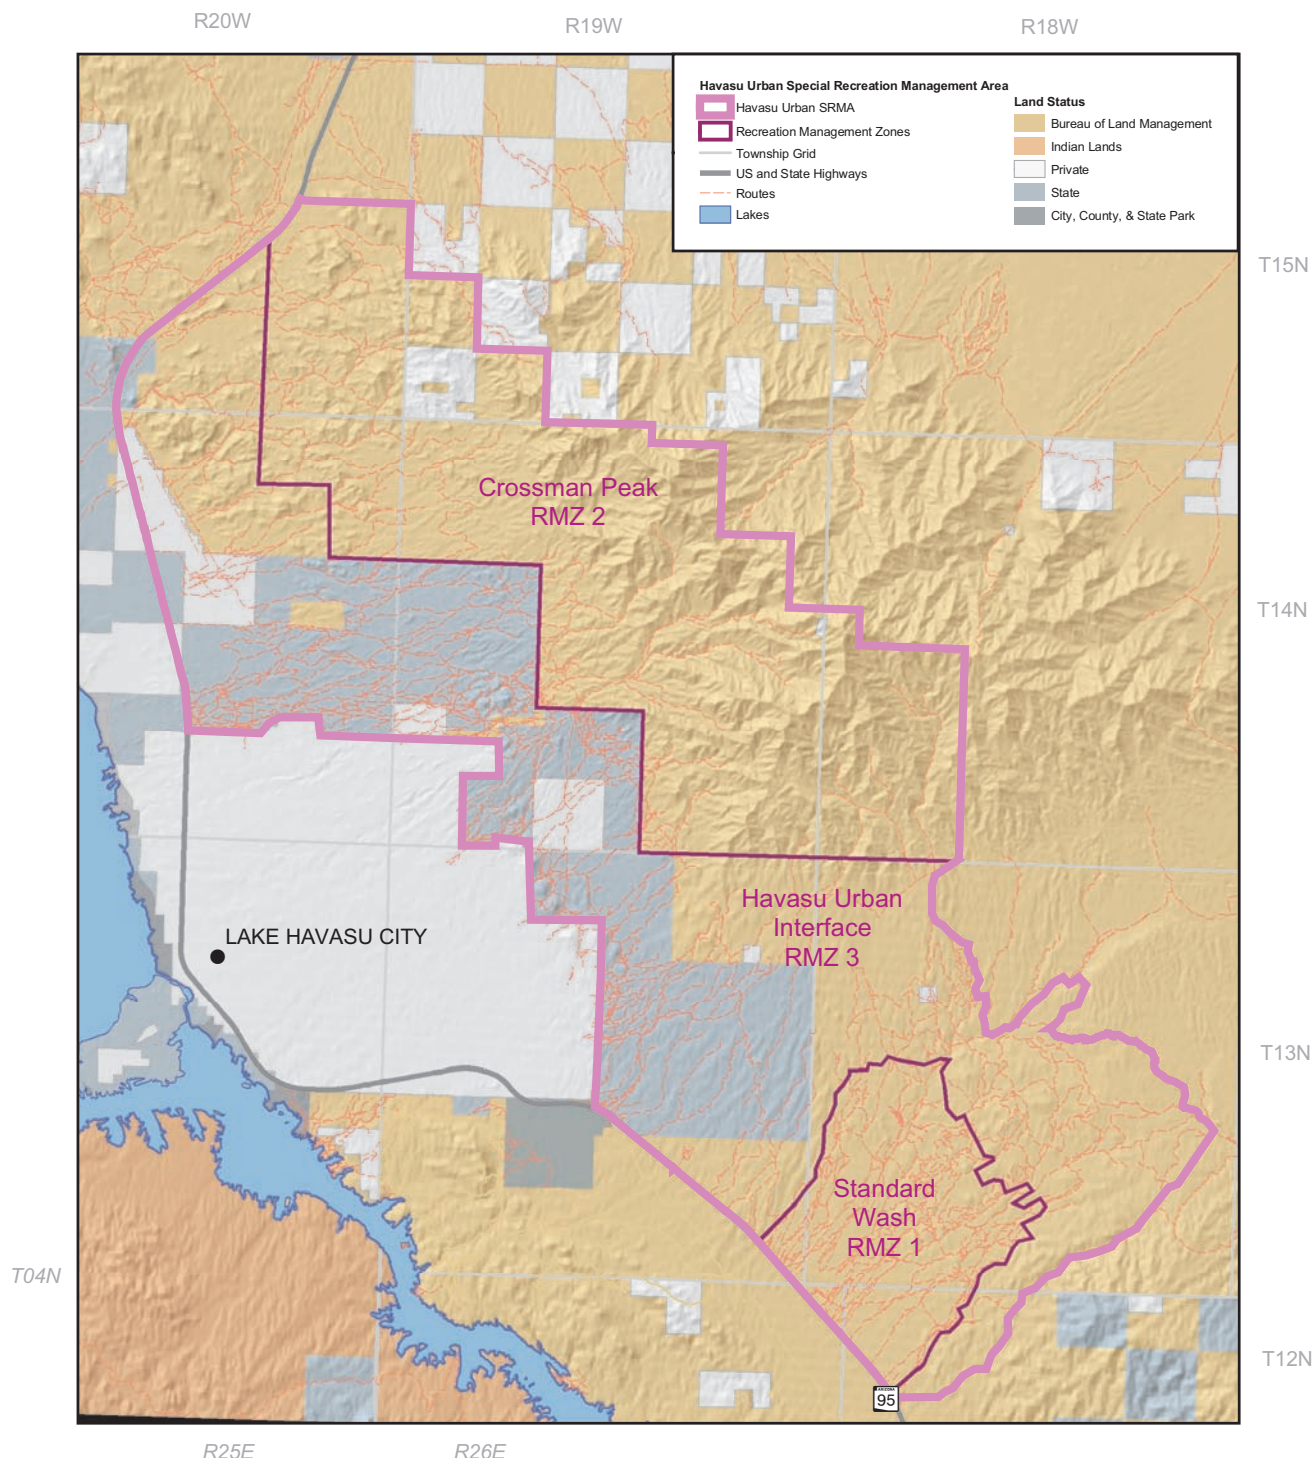 R20W
R19W
R18W
Havasu Urban Special Recreation Management Area
Havasu Urban SRMA
Recreation Management Zones
Township Grid
US and State Highways
Routes
Lakes
Land Status
Bureau of Land Management
Indian Lands
Private
State
City, County, & State Park
T15N
Crossman Peak
RMZ 2
T14N
Havasu Urban
Interface
RMZ 3
LAKE HAVASU CITY
T13N
Standard
Wash
RMZ 1
T04N
T12N
ARIZONA
95
R25E
R26E